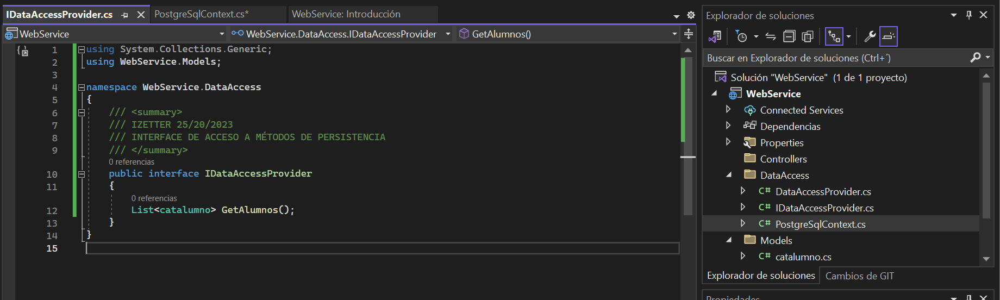 IDataAccessProvider.cs
PostgreSqlContext.cs*
WebService: Introducción
WebService
WebService.DataAccess.IDataAccessProvider
GetAlumnos()
1 using System.Collections.Generic;
2 using WebService.Models;
3
4 namespace WebService.DataAccess
5 {
6 /// <summary>
7 /// IZETTER 25/20/2023
8 /// INTERFACE DE ACCESO A MÉTODOS DE PERSISTENCIA
9 /// </summary>
0 referencias
10 public interface IDataAccessProvider
11 {
0 referencias
12 List<catalumno> GetAlumnos();
13 }
14 }
15
Explorador de soluciones
Buscar en Explorador de soluciones (Ctrl+´)
Solución "WebService" (1 de 1 proyecto)
WebService
Connected Services
Dependencias
Properties
Controllers
DataAccess
C# DataAccessProvider.cs
C# IDataAccessProvider.cs
C# PostgreSqlContext.cs
Models
C# catalumno.cs
Explorador de soluciones
Cambios de GIT
Propiedades